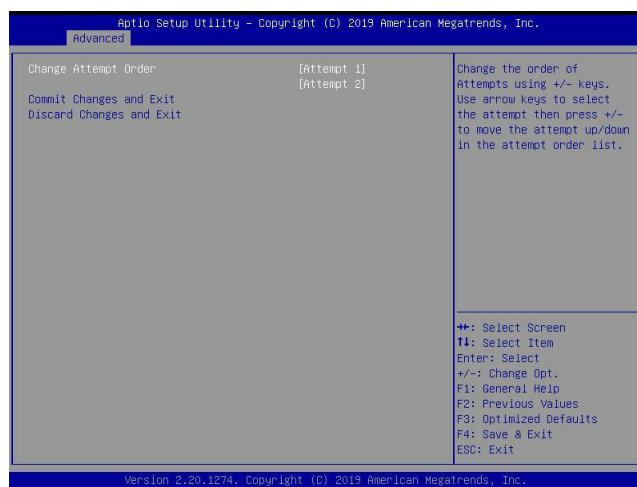 Aptio Setup Utility – Copyright (C) 2019 American Megatrends, Inc.
Advanced
Change Attempt Order [Attempt 1]
[Attempt 2]
Commit Changes and Exit
Discard Changes and Exit
Change the order of
Attempts using +/- keys.
Use arrow keys to select
the attempt then press +/-
to move the attempt up/down
in the attempt order list.
→←: Select Screen
↑↓: Select Item
Enter: Select
+/-: Change Opt.
F1: General Help
F2: Previous Values
F3: Optimized Defaults
F4: Save & Exit
ESC: Exit
Version 2.20.1274. Copyright (C) 2019 American Megatrends, Inc.